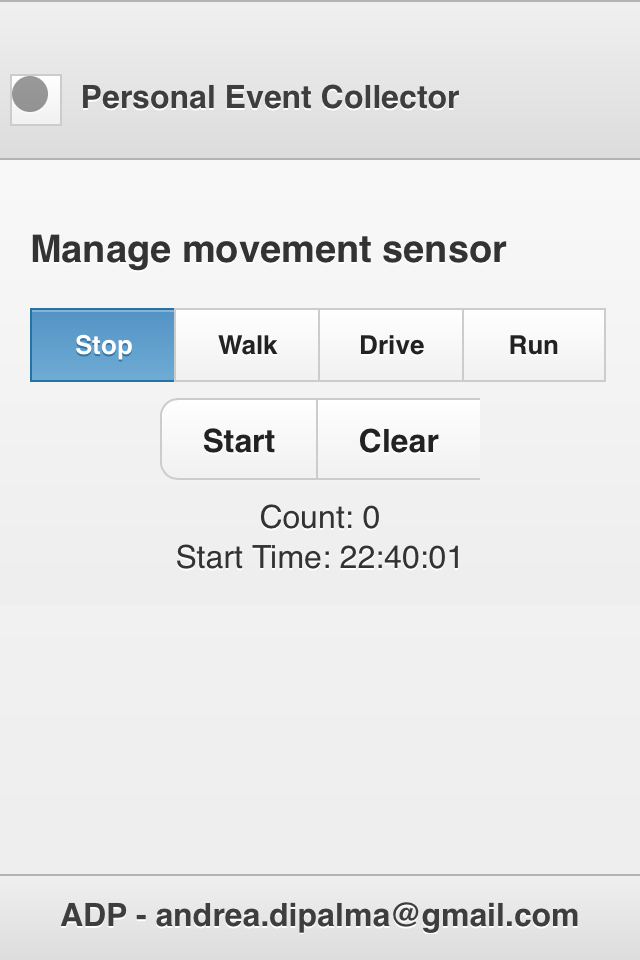 Personal Event Collector
Manage movement sensor
Stop Walk Drive Run
Start Clear
Count: 0
Start Time: 22:40:01
ADP - andrea.dipalma@gmail.com